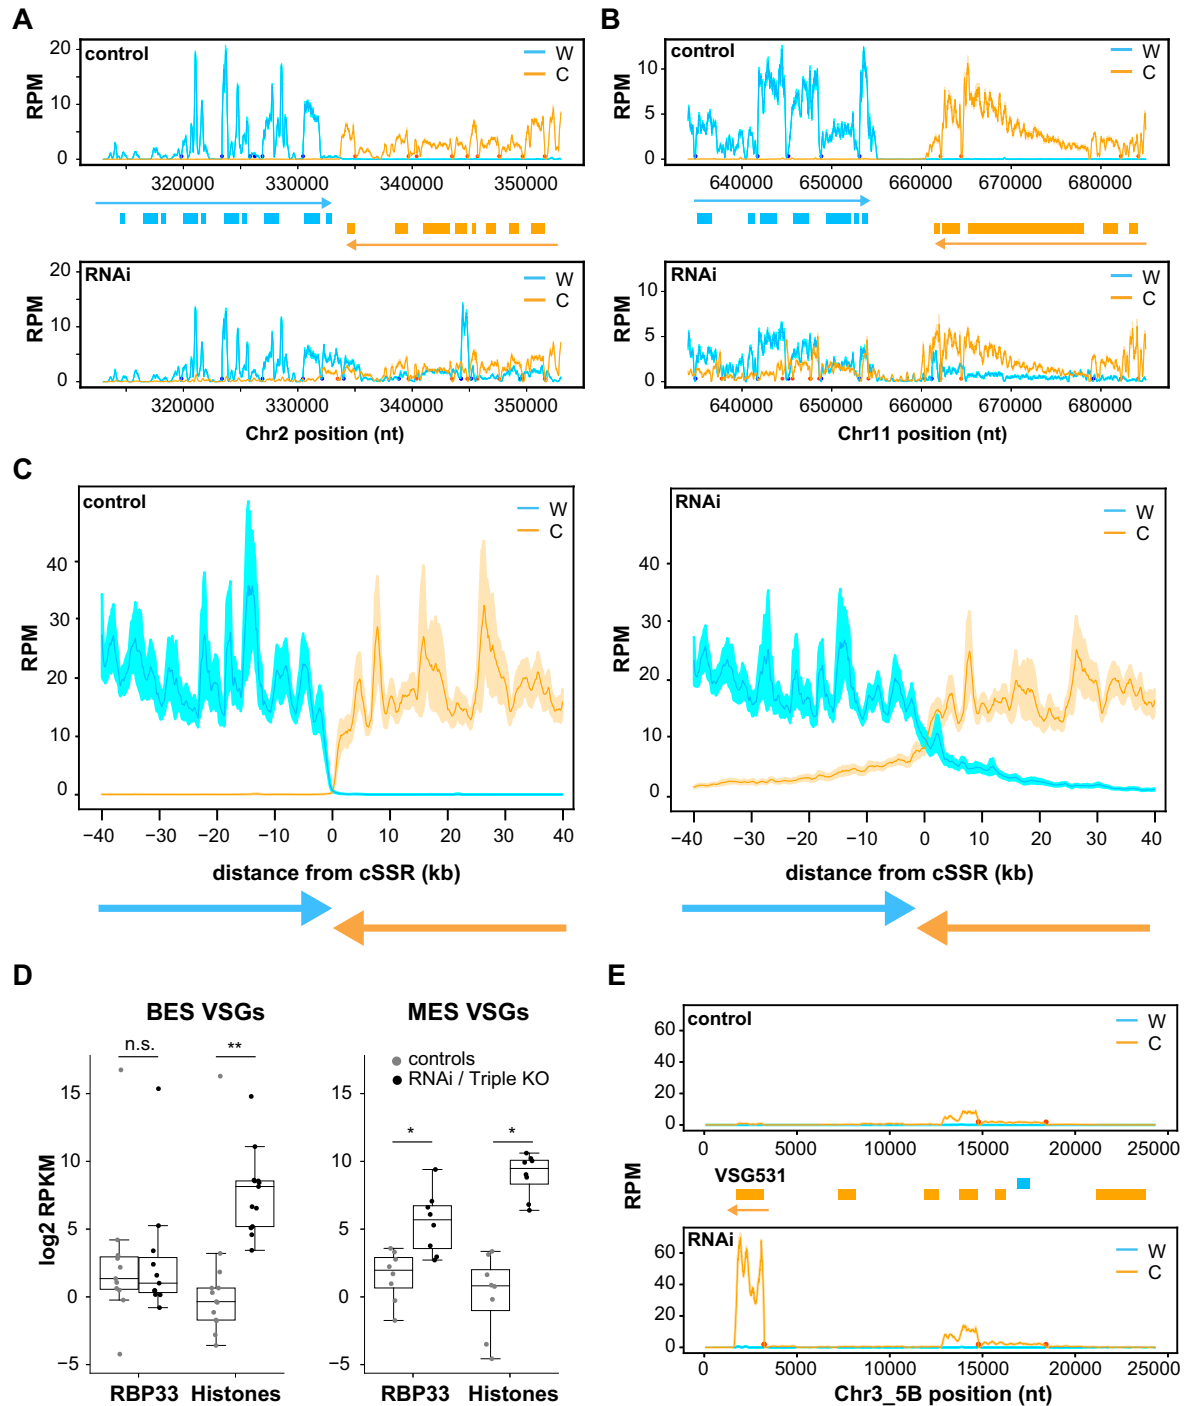 A
control
W
C
RPM
20
10
0
320000 330000 340000 350000
RNAi
W
C
RPM
20
10
0
320000 330000 340000 350000
Chr2 position (nt)
B
control
W
C
RPM
10
5
0
640000 650000 660000 670000 680000
RNAi
W
C
RPM
10
5
0
640000 650000 660000 670000 680000
Chr11 position (nt)
C
control
W
C
RPM
40
30
20
10
0
−40 −30 −20 −10 0 10 20 30 40
distance from cSSR (kb)
RNAi
W
C
RPM
40
30
20
10
0
−40 −30 −20 −10 0 10 20 30 40
distance from cSSR (kb)
D
BES VSGs
n.s.
**
log2 RPKM
15
10
5
0
−5
RBP33 Histones
MES VSGs
controls
RNAi / Triple KO
*
*
15
10
5
0
−5
RBP33 Histones
E
control
W
C
60
40
20
0
0 5000 10000 15000 20000 25000
RPM
VSG531
RNAi
W
C
60
40
20
0
0 5000 10000 15000 20000 25000
Chr3_5B position (nt)